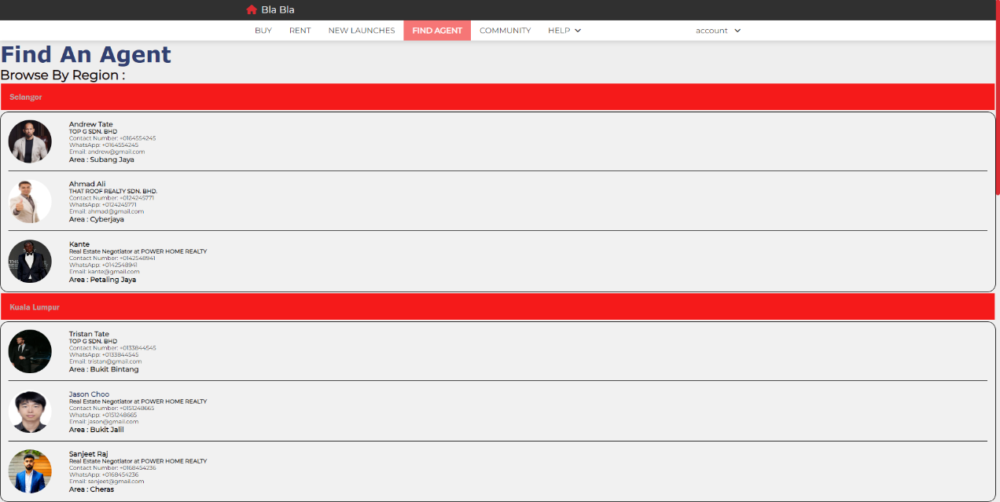 Bla Bla
BUY RENT NEW LAUNCHES FIND AGENT COMMUNITY HELP account
Find An Agent
Browse By Region :
Selangor
Andrew Tate
TOP G SDN. BHD
Contact Number: +0164554245
WhatsApp: +0164554245
Email: andrew@gmail.com
Area : Subang Jaya
Ahmad Ali
THAT ROOF REALTY SDN. BHD.
Contact Number: +0124245771
WhatsApp: +0124245771
Email: ahmad@gmail.com
Area : Cyberjaya
Kante
Real Estate Negotiator at POWER HOME REALTY
Contact Number: +0142548941
WhatsApp: +0142548941
Email: kante@gmail.com
Area : Petaling Jaya
Kuala Lumpur
Tristan Tate
TOP G SDN. BHD
Contact Number: +0133844545
WhatsApp: +0133844545
Email: tristan@gmail.com
Area : Bukit Bintang
Jason Choo
Real Estate Negotiator at POWER HOME REALTY
Contact Number: +0151248665
WhatsApp: +0151248665
Email: jason@gmail.com
Area : Bukit Jalil
Sanjeet Raj
Real Estate Negotiator at POWER HOME REALTY
Contact Number: +0168454236
WhatsApp: +0168454236
Email: sanjeet@gmail.com
Area : Cheras